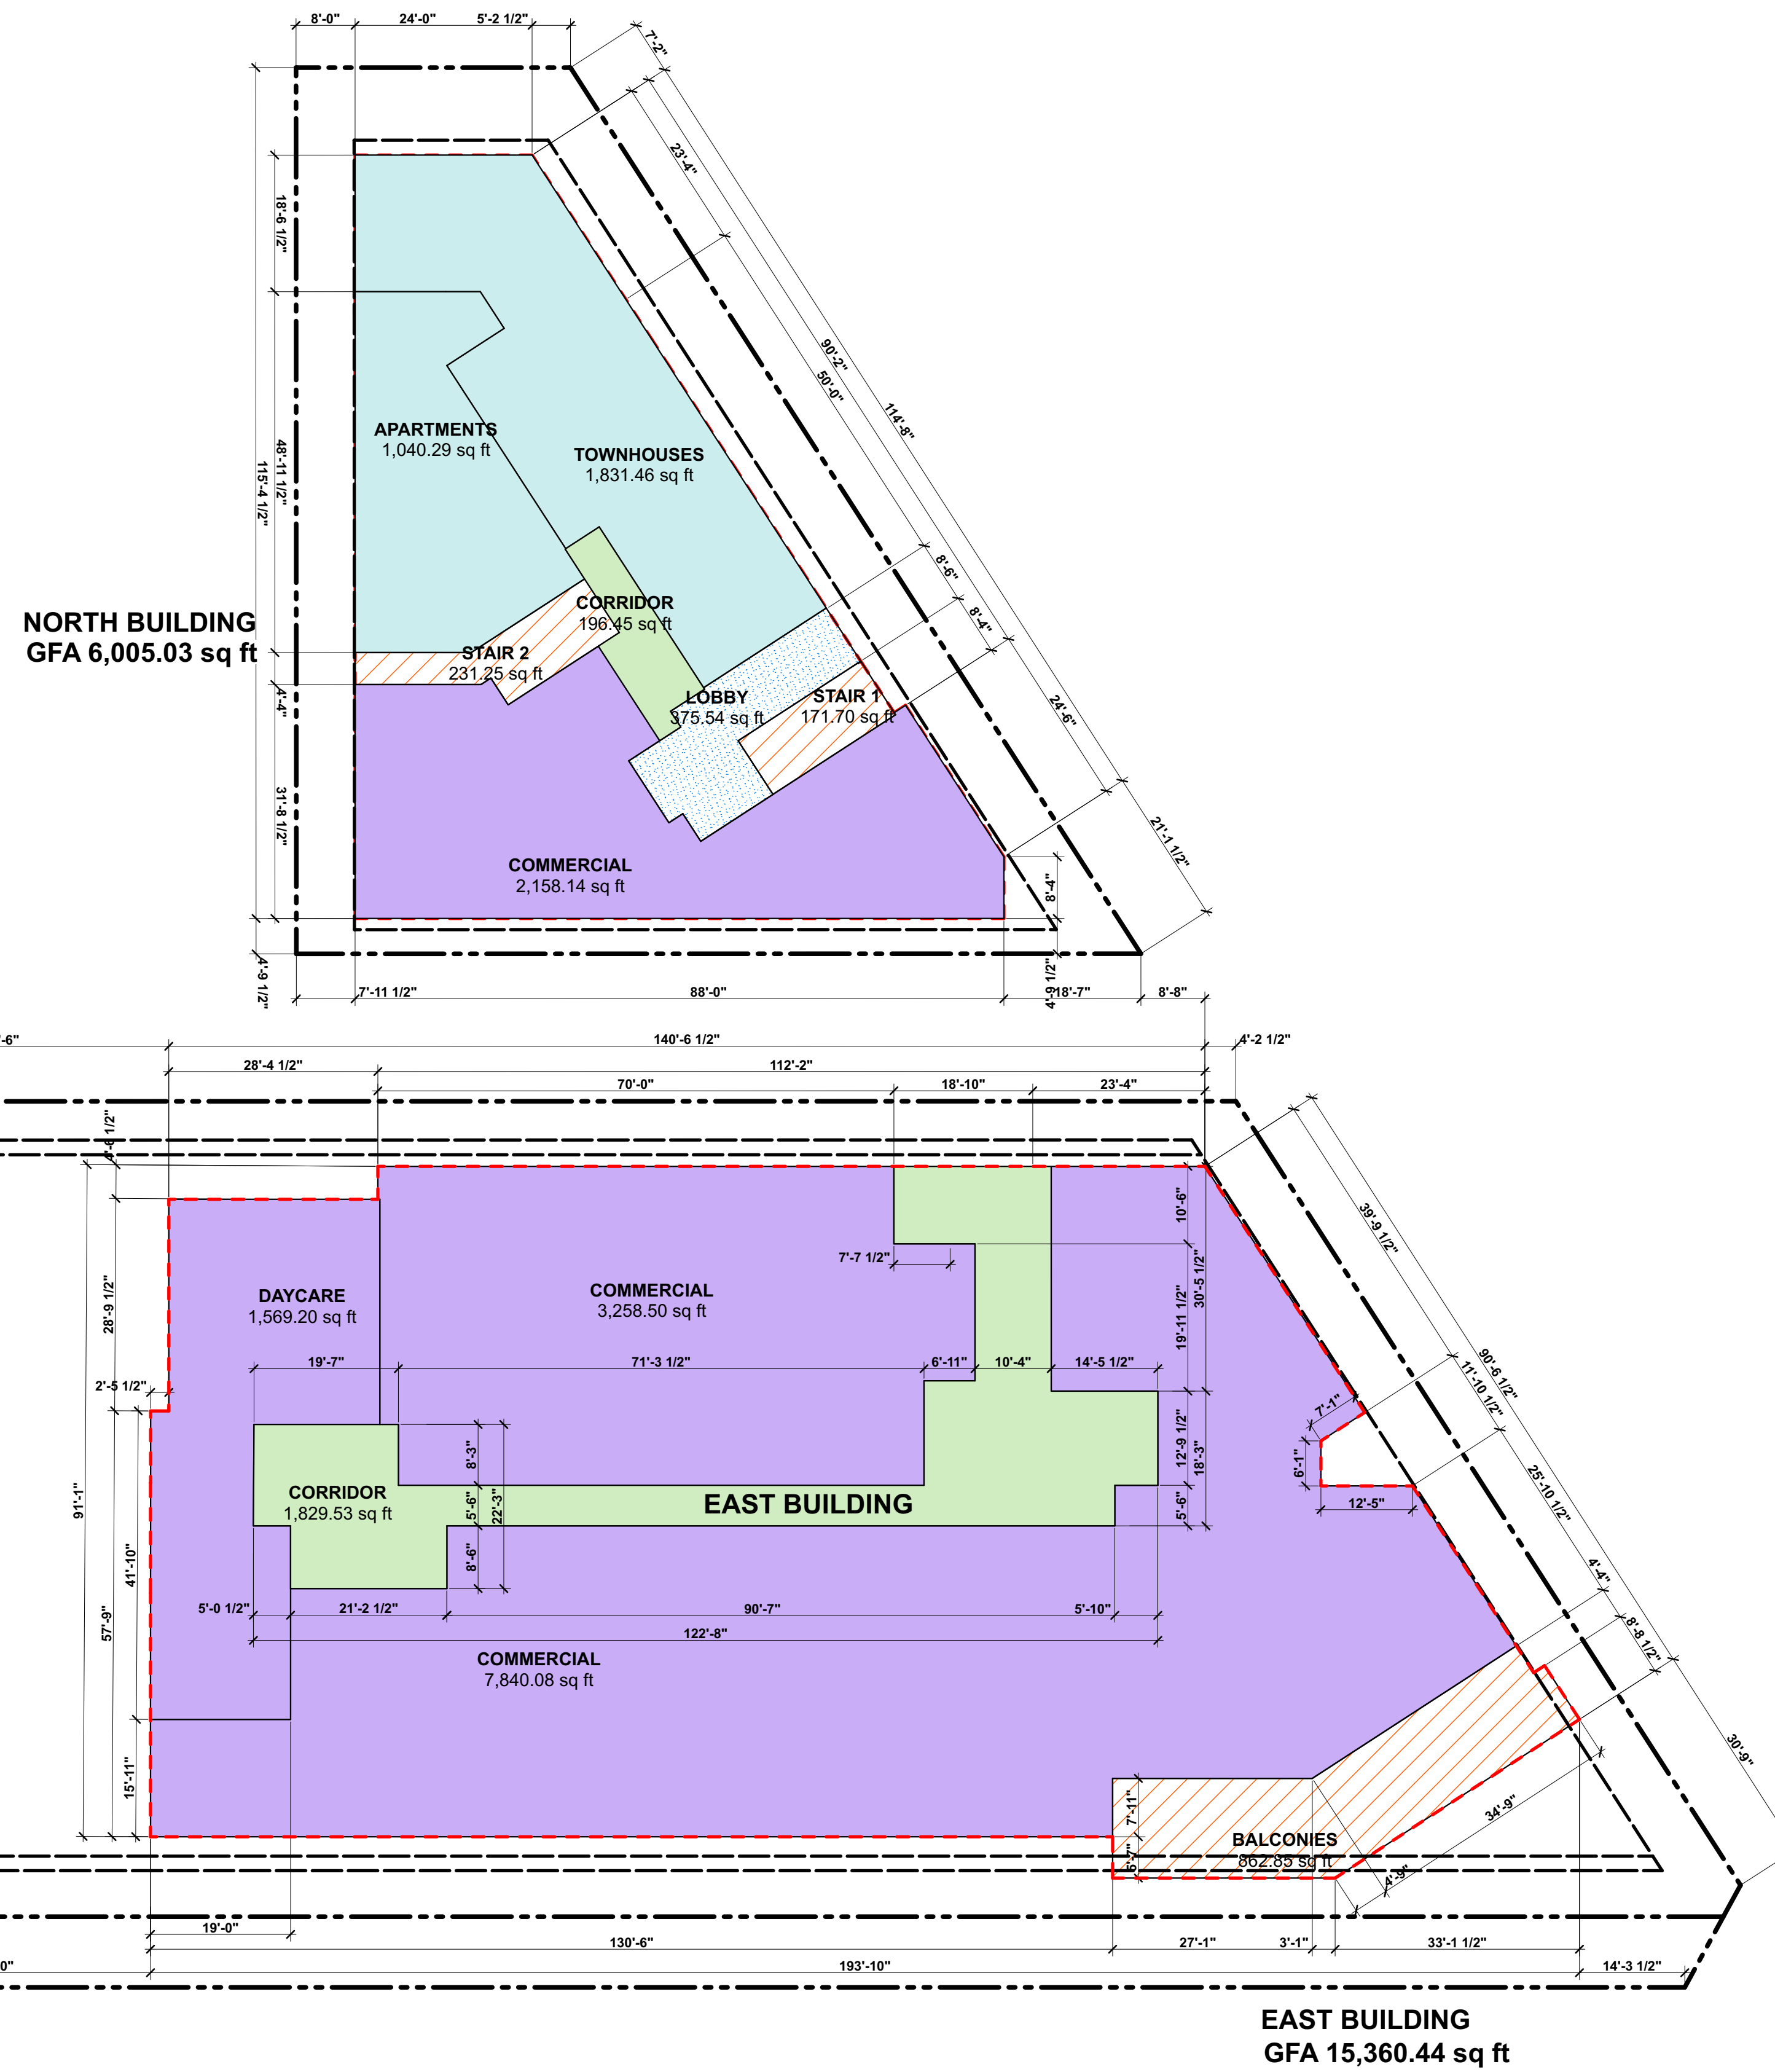 8'-0"
24'-0"
5'-2 1/2"
7'-2"
23'-4"
18'-6 1/2"
90'-2"
50'-0"
114'-8"
APARTMENTS
1,040.29 sq ft
TOWNHOUSES
1,831.46 sq ft
48'-11 1/2"
115'-4 1/2"
8'-6"
8'-4"
CORRIDOR
196.45 sq ft
NORTH BUILDING
GFA 6,005.03 sq ft
STAIR 2
231.25 sq ft
4'-4"
LOBBY
375.54 sq ft
STAIR 1
171.70 sq ft
24'-6"
31'-8 1/2"
21'-1 1/2"
COMMERCIAL
2,158.14 sq ft
8'-4"
4'-9 1/2"
7'-11 1/2"
88'-0"
4'-9 1/2"
18'-7"
8'-8"
'-6"
140'-6 1/2"
4'-2 1/2"
28'-4 1/2"
112'-2"
70'-0"
18'-10"
23'-4"
4'-6 1/2"
10'-6"
39'-9 1/2"
7'-7 1/2"
DAYCARE
1,569.20 sq ft
COMMERCIAL
3,258.50 sq ft
28'-9 1/2"
19'-11 1/2"
30'-5 1/2"
19'-7"
71'-3 1/2"
6'-11"
10'-4"
14'-5 1/2"
90'-6 1/2"
11'-10 1/2"
2'-5 1/2"
7'-1"
8'-3"
12'-9 1/2"
18'-3"
6'-1"
CORRIDOR
1,829.53 sq ft
5'-6"
22'-3"
EAST BUILDING
5'-6"
12'-5"
25'-10 1/2"
91'-1"
41'-10"
8'-6"
4'-4"
57'-9"
5'-0 1/2"
21'-2 1/2"
90'-7"
5'-10"
122'-8"
8'-8 1/2"
COMMERCIAL
7,840.08 sq ft
15'-11"
30'-9"
7'-11"
34'-9"
BALCONIES
862.85 sq ft
5'-7"
4'-9"
19'-0"
130'-6"
27'-1"
3'-1"
33'-1 1/2"
0"
193'-10"
14'-3 1/2"
EAST BUILDING
GFA 15,360.44 sq ft